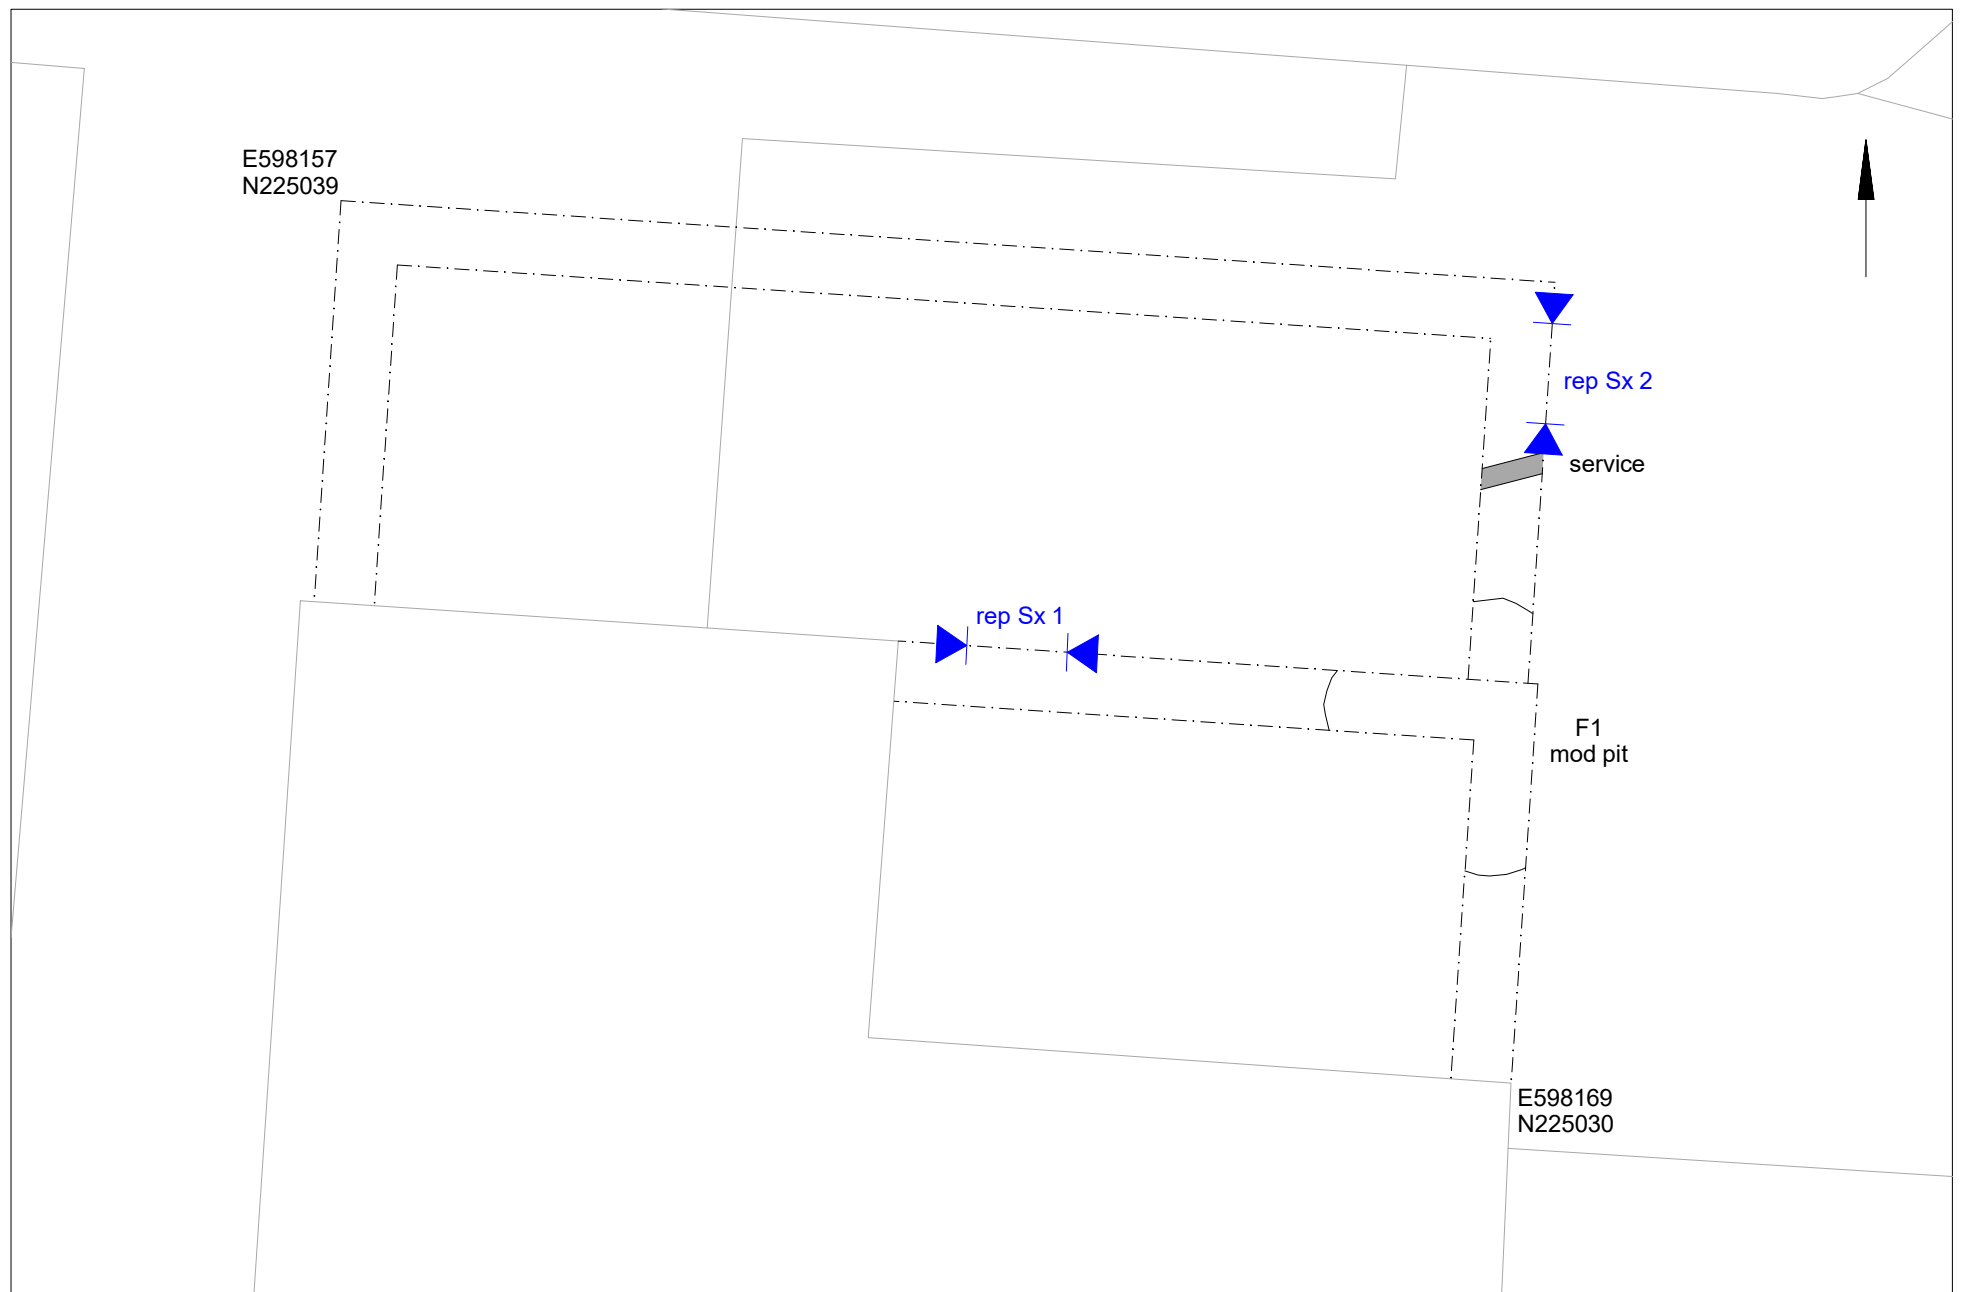 E598157
N225039
rep Sx 2
service
rep Sx 1
F1
mod pit
E598169
N225030